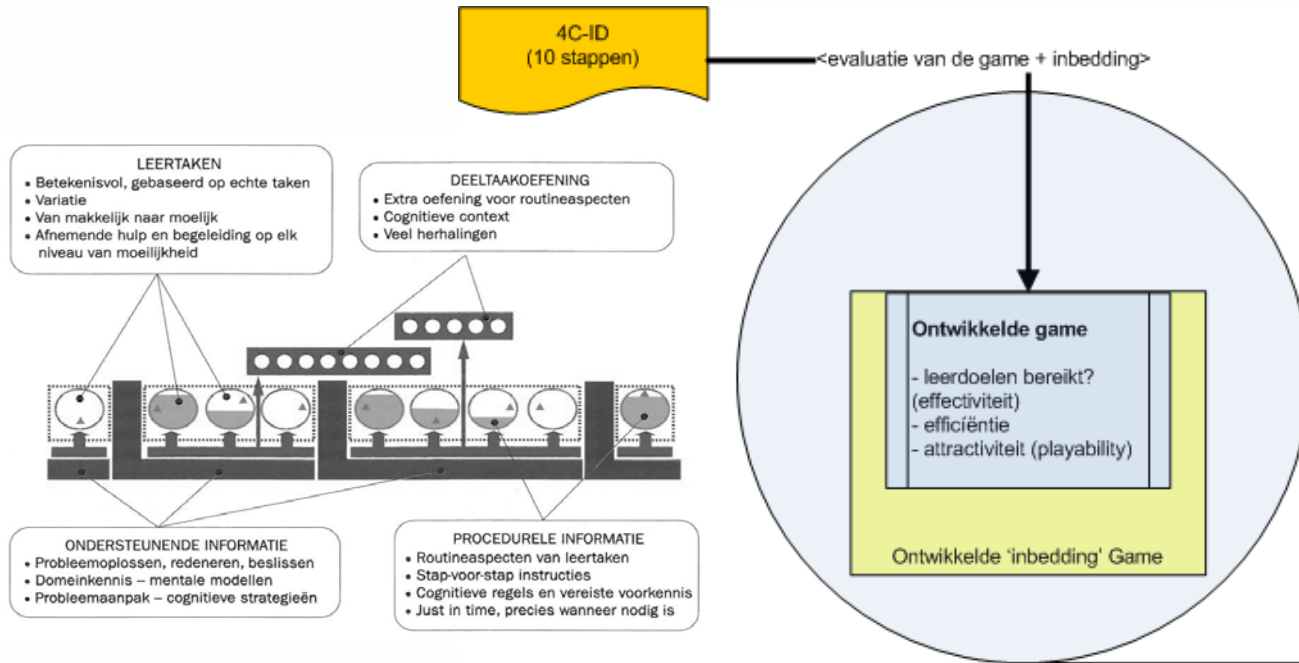 4C-ID
(10 stappen)
<evaluatie van de game + inbedding>
LEERTAKEN
• Betekenisvol, gebaseerd op echte taken
• Variatie
• Van makkelijk naar moelijk
• Afnemende hulp en begeleiding op elk
niveau van moeilijkheid
DEELTAAKOEFENING
• Extra oefening voor routineaspecten
• Cognitieve context
• Veel herhalingen
ONDERSTEUNENDE INFORMATIE
• Probleemoplossen, redeneren, beslissen
• Domeinkennis – mentale modellen
• Probleemaanpak – cognitieve strategieën
PROCEDURELE INFORMATIE
• Routineaspecten van leertaken
• Stap-voor-stap instructies
• Cognitieve regels en vereiste voorkennis
• Just in time, precies wanneer nodig is
Ontwikkelde game
- leerdoelen bereikt?
(effectiviteit)
- efficíëntie
- attractiviteit (playability)
Ontwikkelde 'inbedding' Game